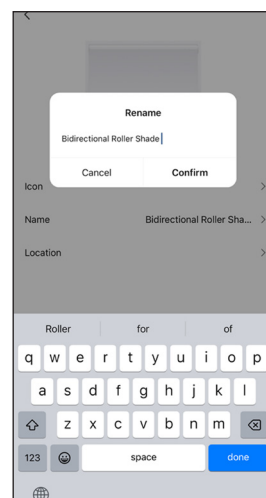 Rename
Bidirectional Roller Shade
Cancel Confirm
Icon
Name Bidirectional Roller Sha...
Location
Roller for of
q w e r t y u i o p
a s d f g h j k l
z x c v b n m
123 space done